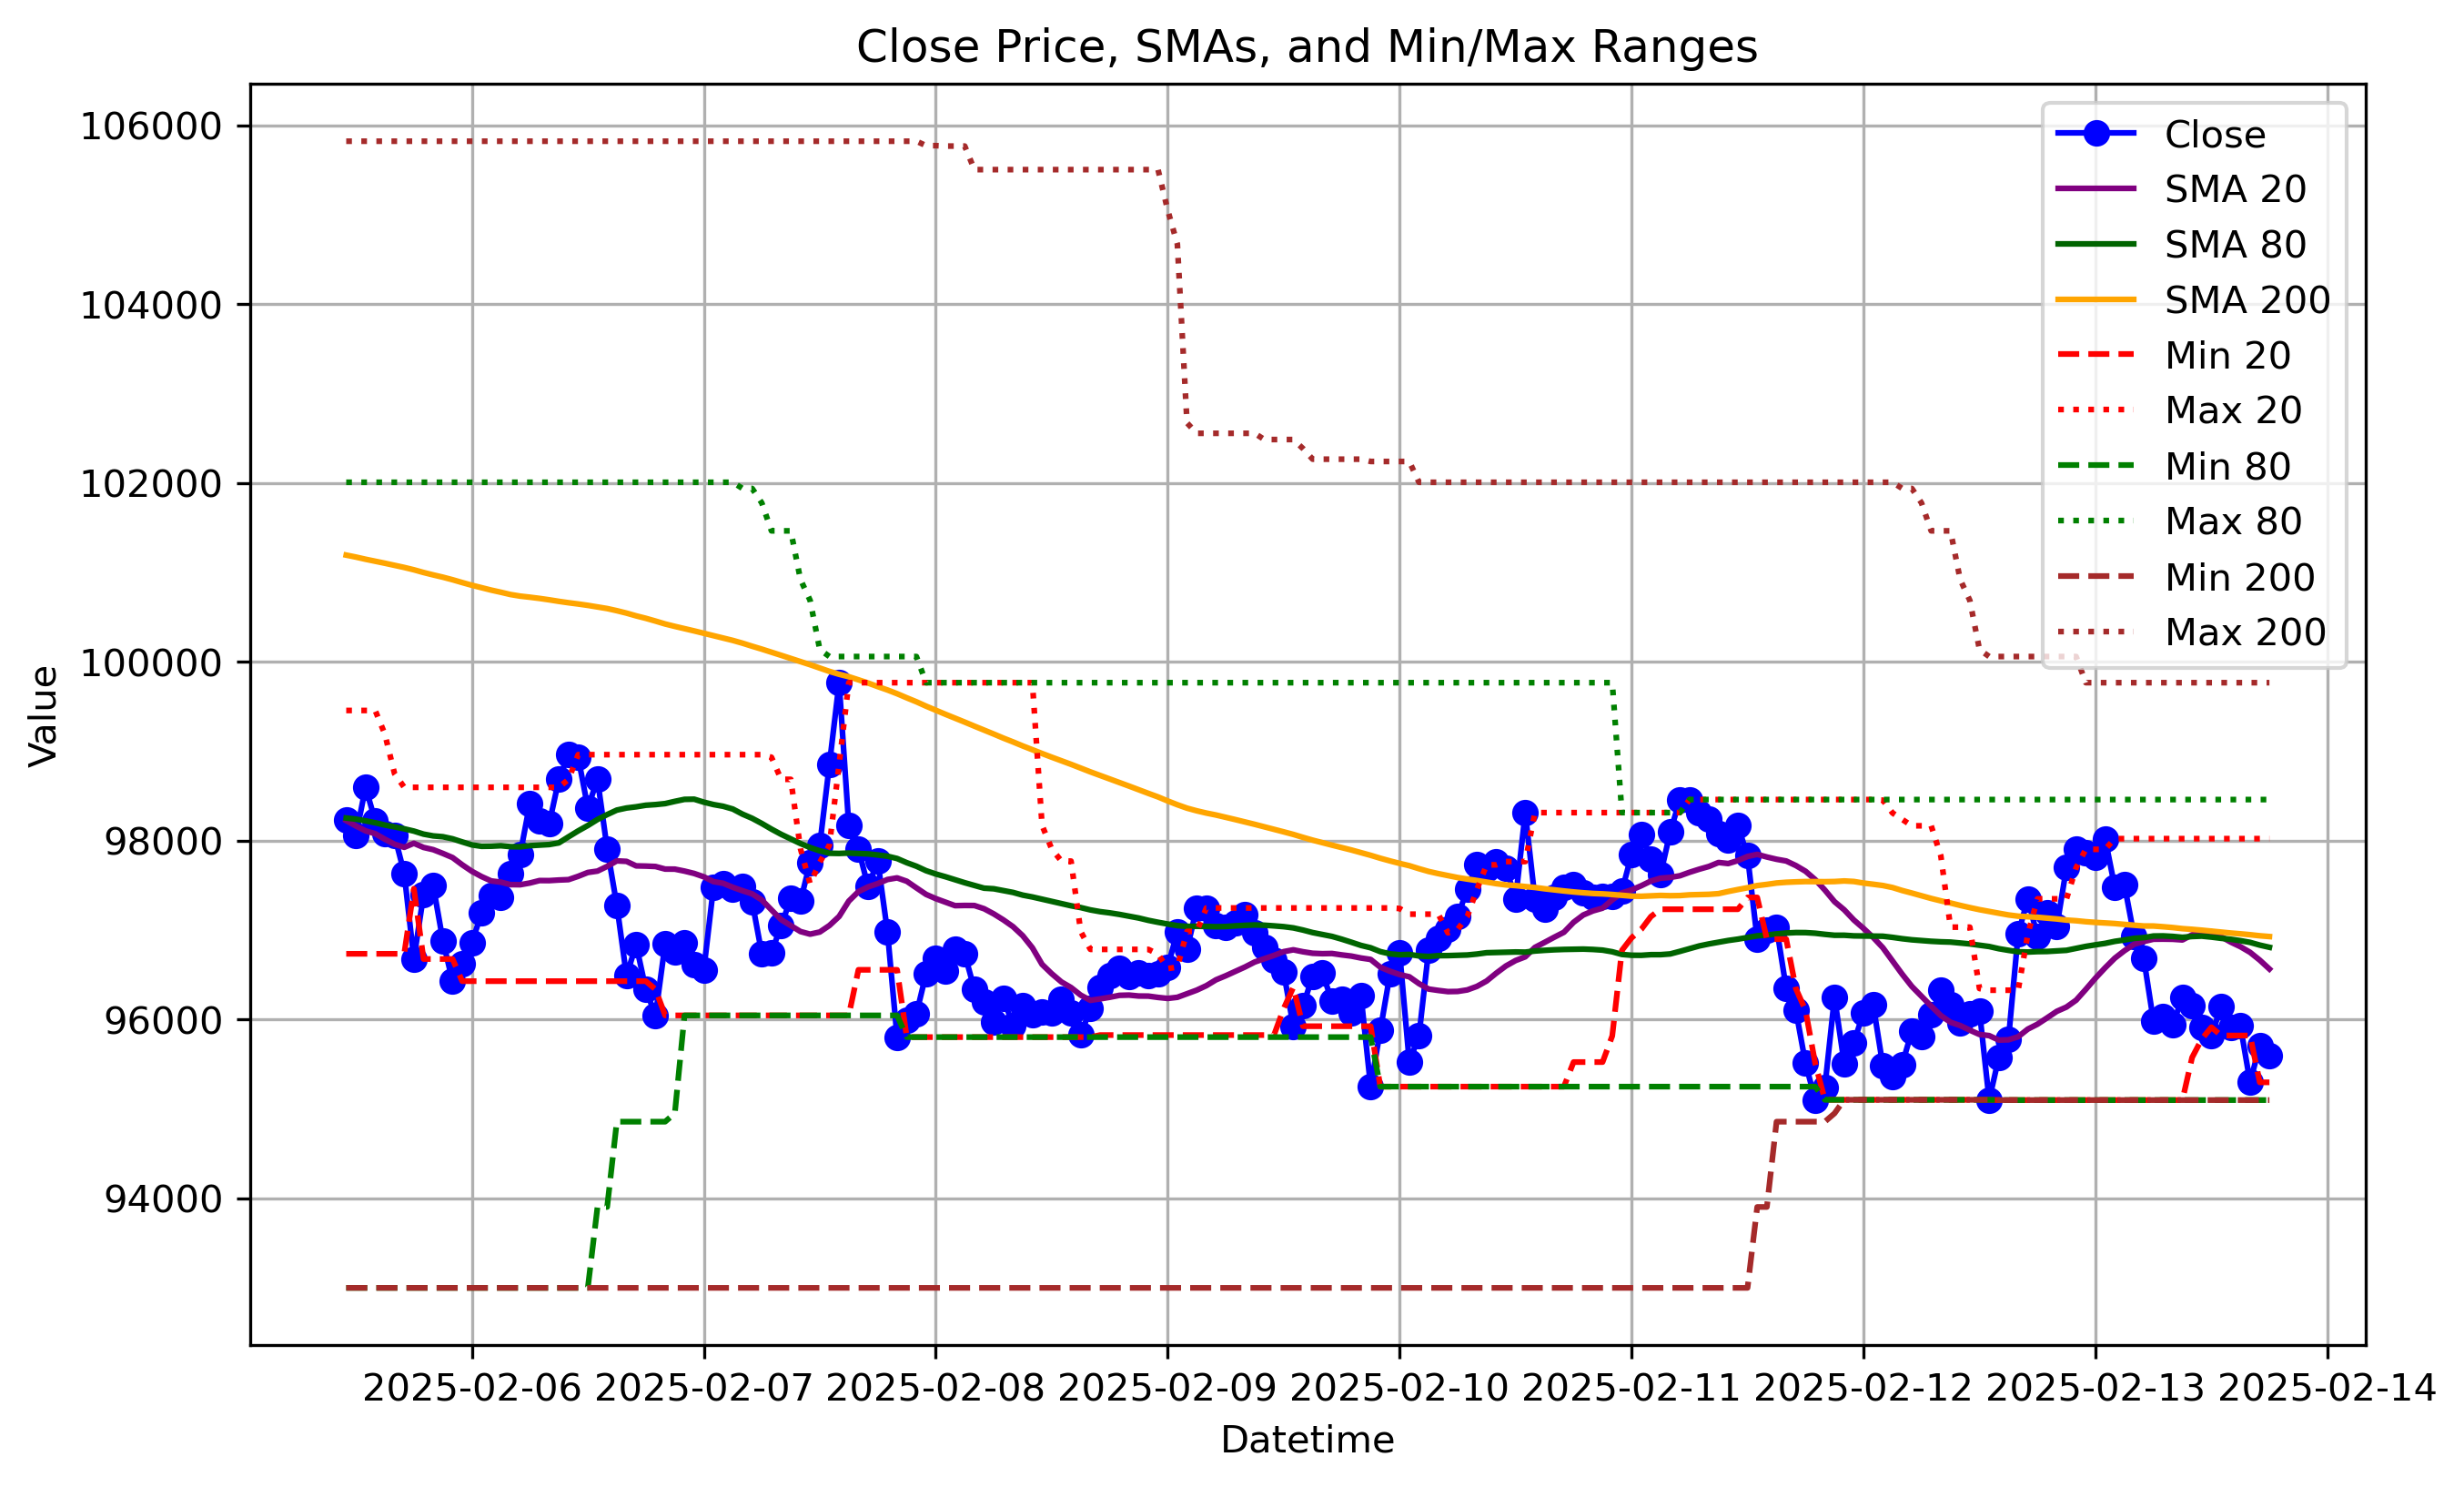 Close Price, SMAs, and Min/Max Ranges
106000
104000
102000
100000
98000
96000
94000
Value
Close
SMA 20
SMA 80
SMA 200
Min 20
Max 20
Min 80
Max 80
Min 200
Max 200
2025-02-06 2025-02-07 2025-02-08 2025-02-09 2025-02-10 2025-02-11 2025-02-12 2025-02-13 2025-02-14
Datetime